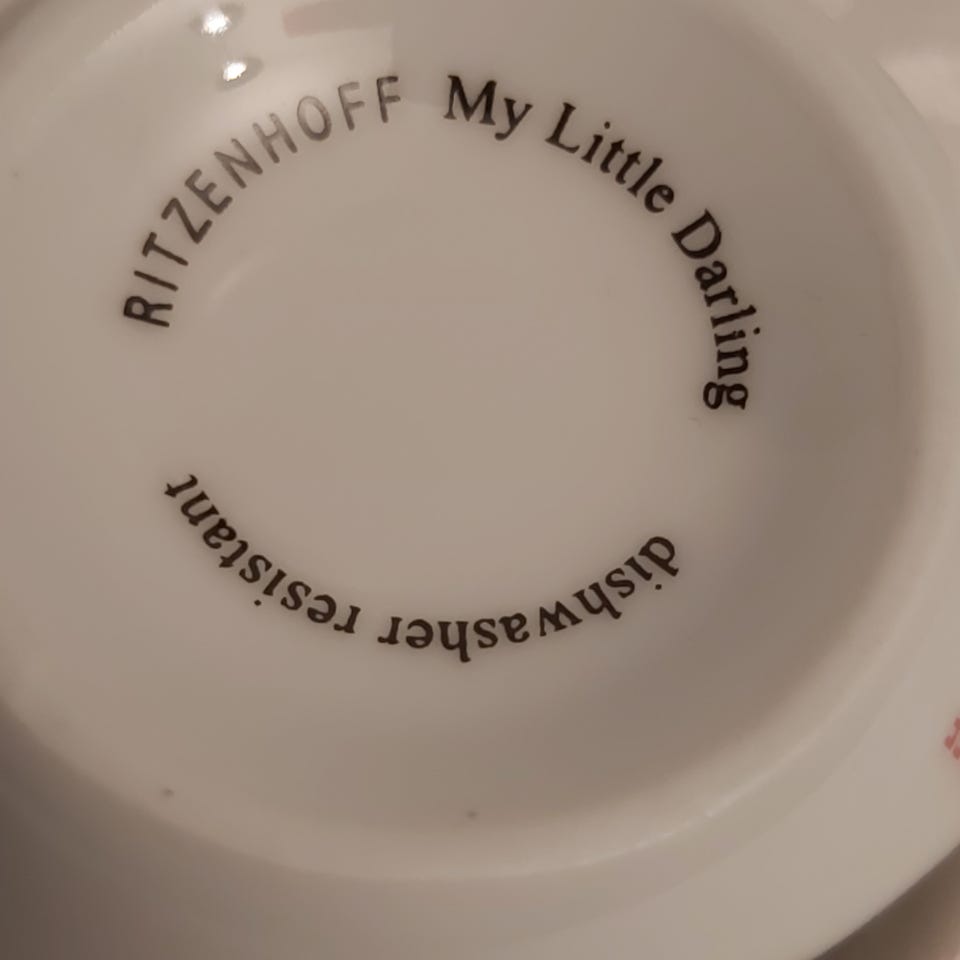 RITZENHOFF My Little Darling
dishwasher resistant